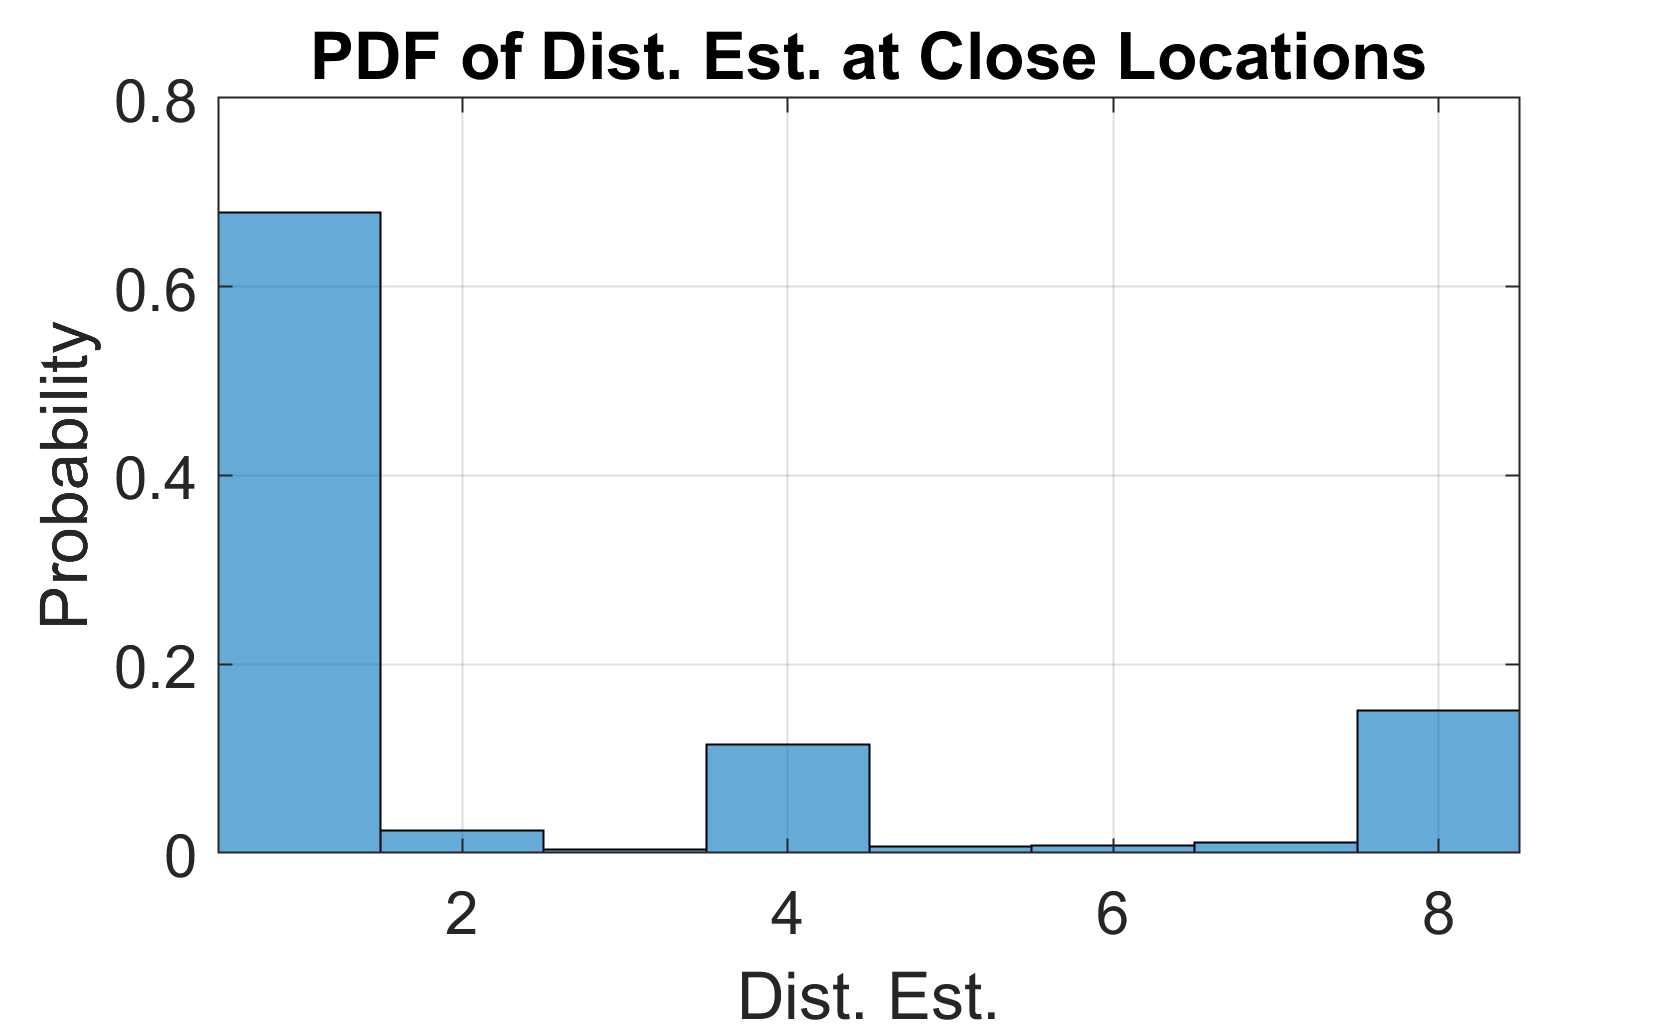 PDF of Dist. Est. at Close Locations
0.8
0.6
0.4
0.2
0
Probability
2 4 6 8
Dist. Est.